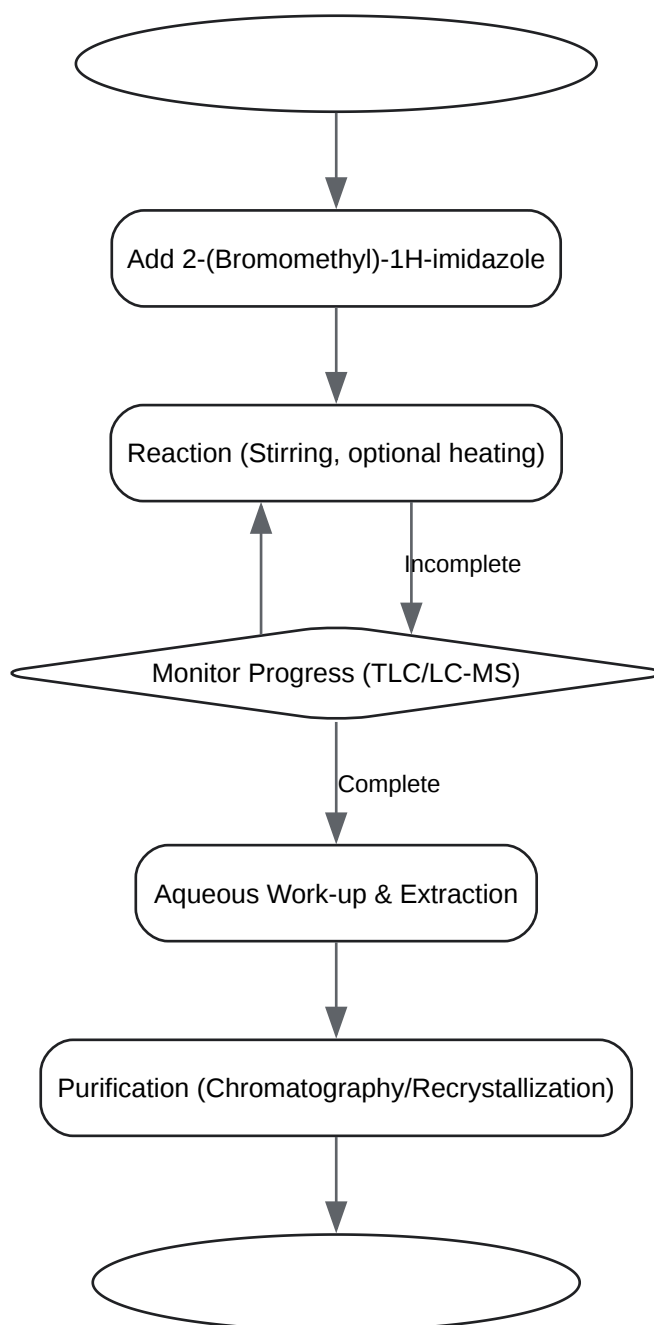 Add 2-(Bromomethyl)-1H-imidazole
Reaction (Stirring, optional heating)
Incomplete
Monitor Progress (TLC/LC-MS)
Complete
Aqueous Work-up & Extraction
Purification (Chromatography/Recrystallization)